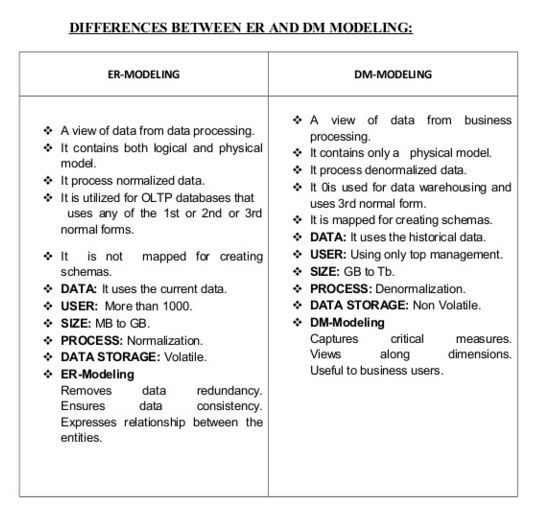 DIFFERENCES BETWEEN ER AND DM MODELING:
ER-MODELING
❖ A view of data from data processing.
❖ It contains both logical and physical
model.
❖ It process normalized data.
❖ It is utilized for OLTP databases that
uses any of the 1st or 2nd or 3rd
normal forms.
❖ It is not mapped for creating
schemas.
❖ DATA: It uses the current data.
❖ USER: More than 1000.
❖ SIZE: MB to GB.
❖ PROCESS: Normalization.
❖ DATA STORAGE: Volatile.
❖ ER-Modeling
Removes data redundancy.
Ensures data consistency.
Expresses relationship between the
entities.
DM-MODELING
❖ A view of data from business
processing.
❖ It contains only a physical model.
❖ It process denormalized data.
❖ It 0is used for data warehousing and
uses 3rd normal form.
❖ It is mapped for creating schemas.
❖ DATA: It uses the historical data.
❖ USER: Using only top management.
❖ SIZE: GB to Tb.
❖ PROCESS: Denormalization.
❖ DATA STORAGE: Non Volatile.
❖ DM-Modeling
Captures critical measures.
Views along dimensions.
Useful to business users.